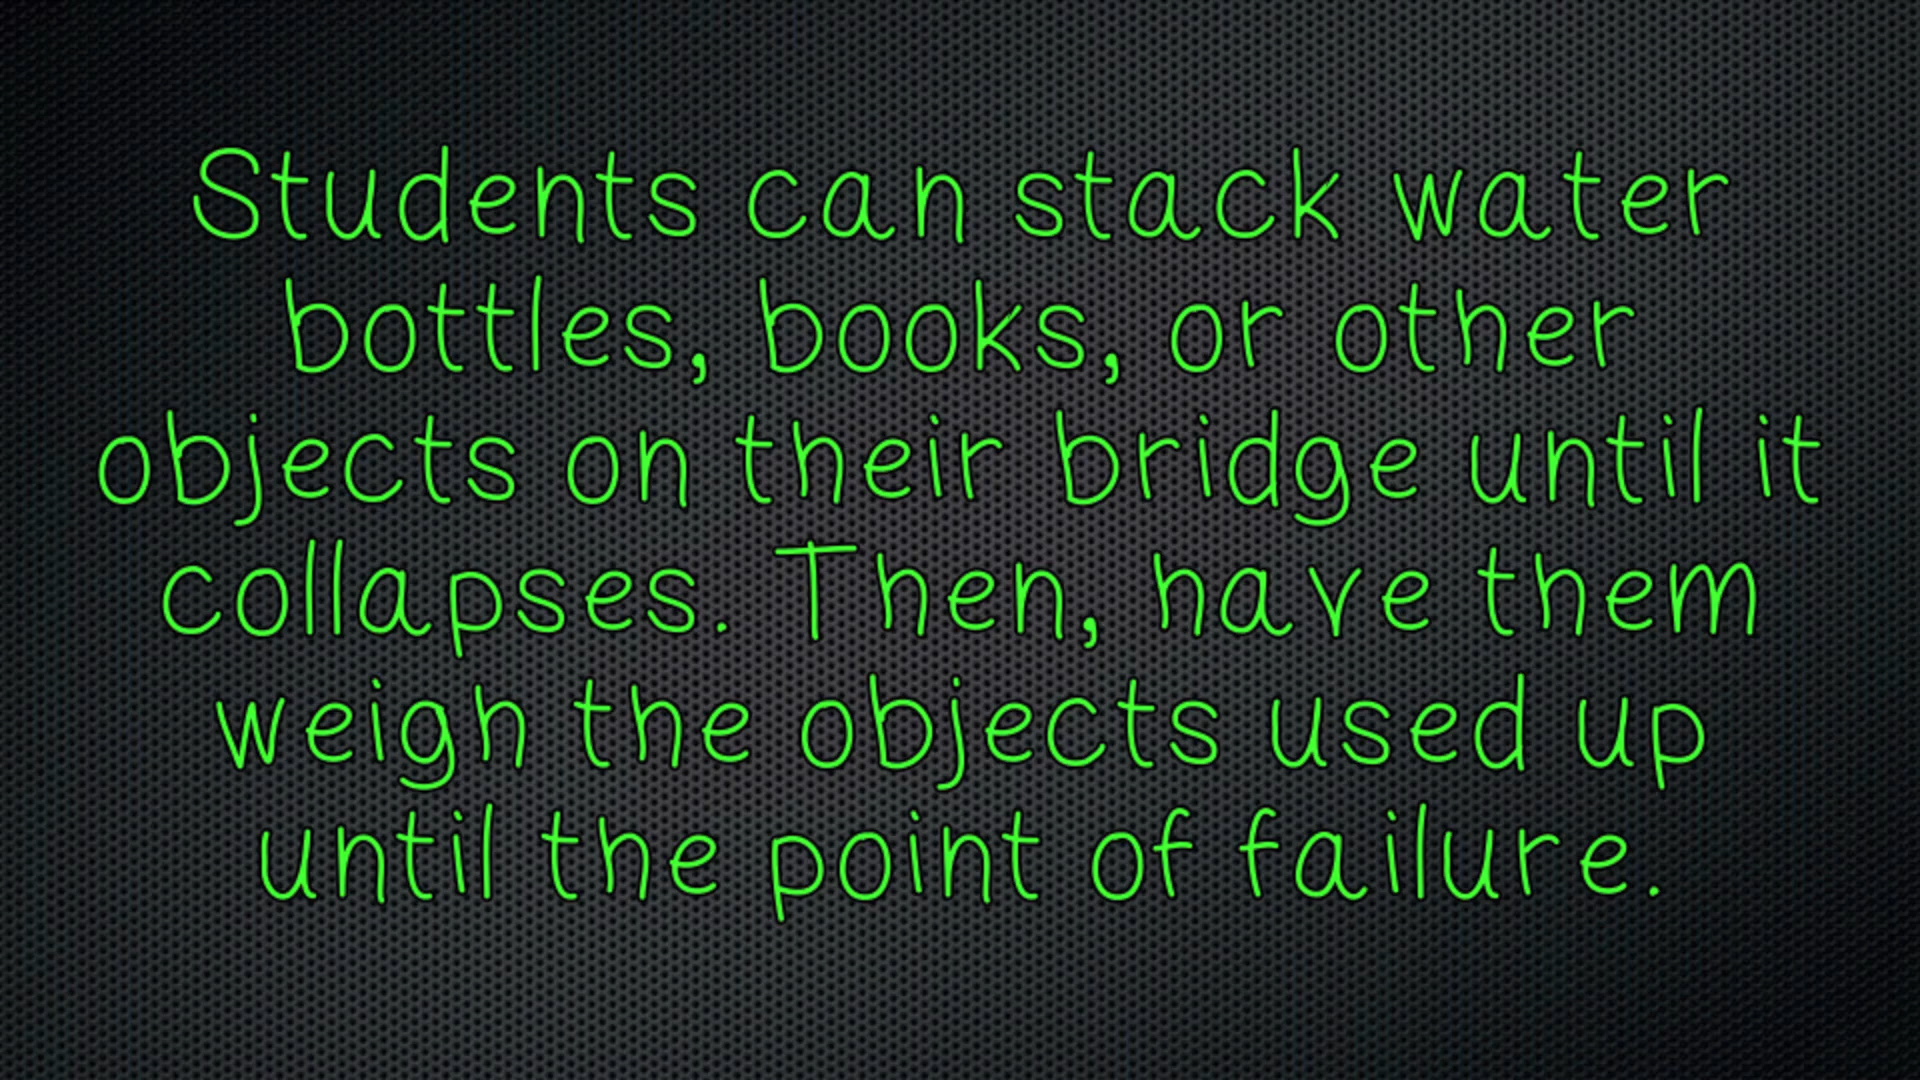 Students can stack water
bottles, books, or other
objects on their bridge until it
collapses. Then, have them
weigh the objects used up
until the point of failure.